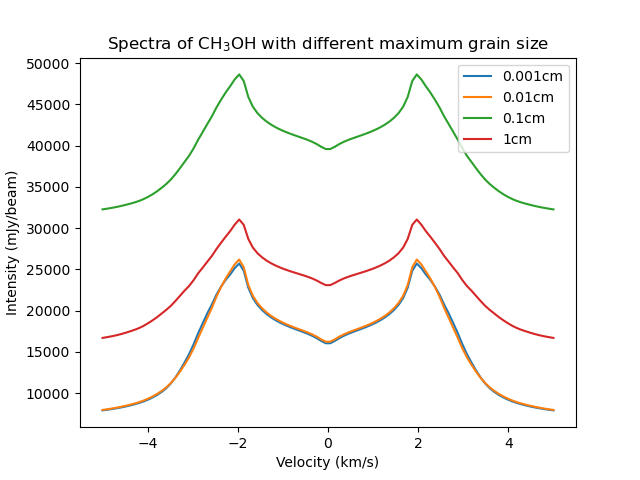 Spectra of CH₃OH with different maximum grain size
50000
45000
40000
35000
30000
25000
20000
15000
10000
Intensity (mJy/beam)
0.001cm
0.01cm
0.1cm
1cm
−4
−2
0
2
4
Velocity (km/s)